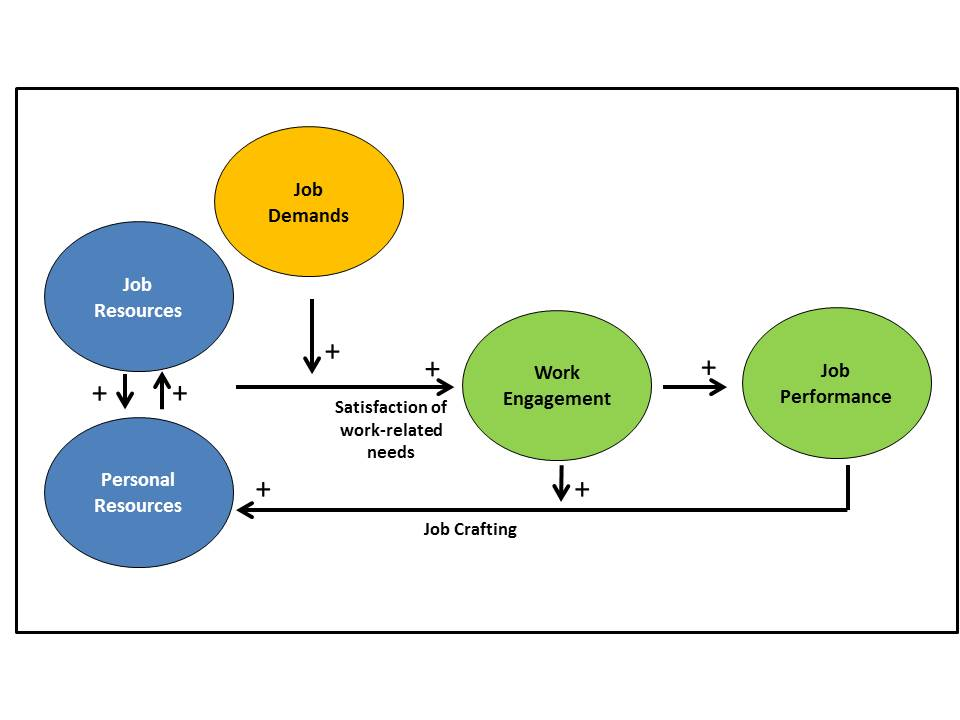 Job
Demands
Job
Resources
+
+
+
+
Personal
Resources
Satisfaction of
work-related
needs
Work
Engagement
+
Job
Performance
+
+
Job Crafting